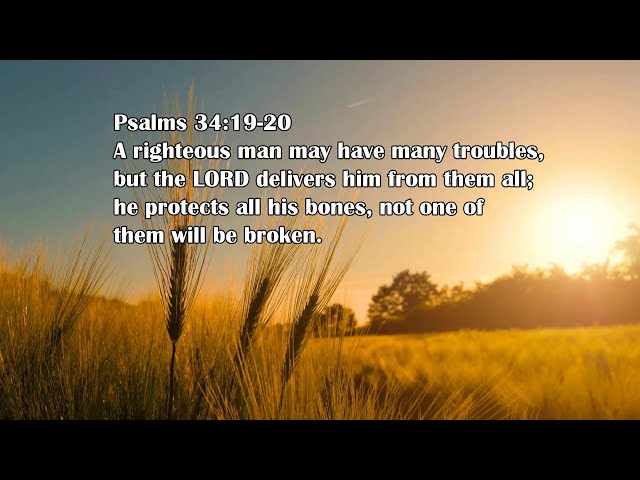 Psalms 34:19-20
A righteous man may have many troubles,
but the LORD delivers him from them all;
he protects all his bones, not one of
them will be broken.